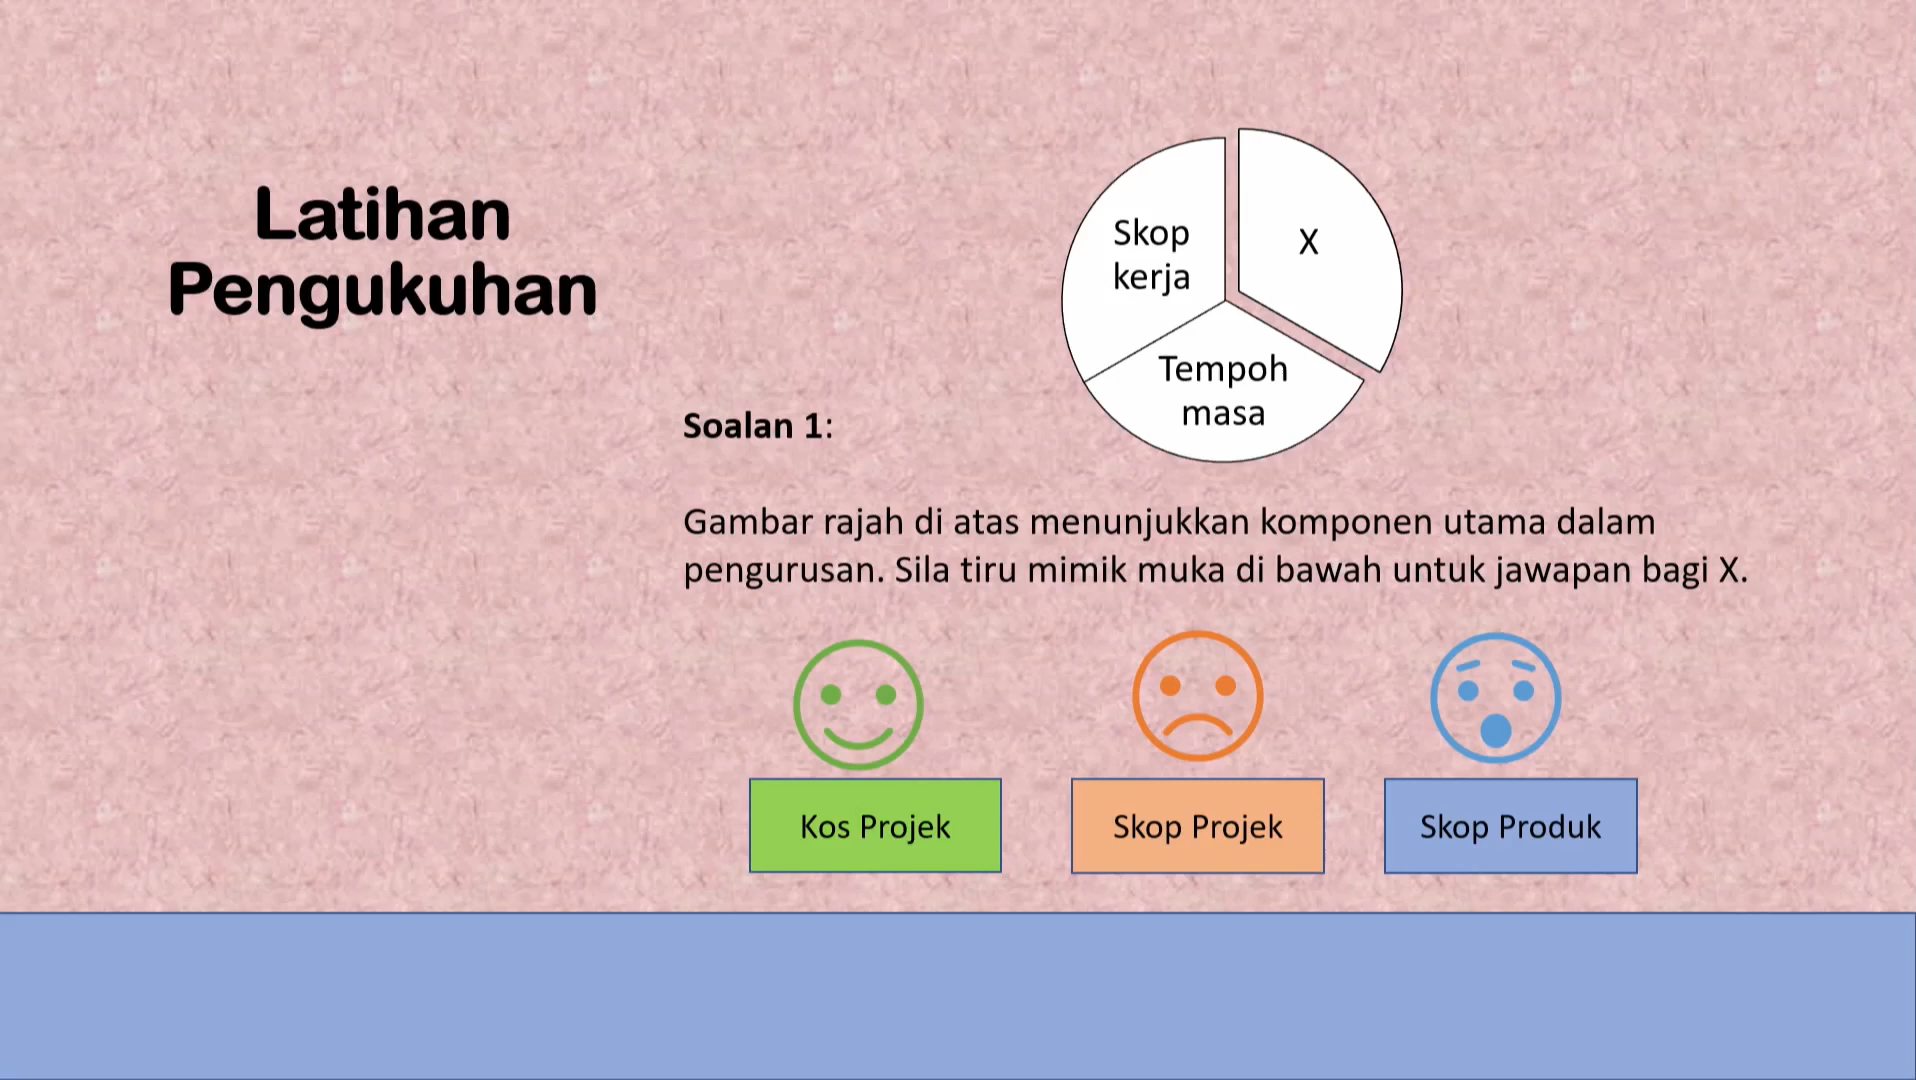 Latihan
Pengukuhan
Skop
kerja
X
Tempoh
masa
Soalan 1:
Gambar rajah di atas menunjukkan komponen utama dalam
pengurusan. Sila tiru mimik muka di bawah untuk jawapan bagi X.
Kos Projek
Skop Projek
Skop Produk